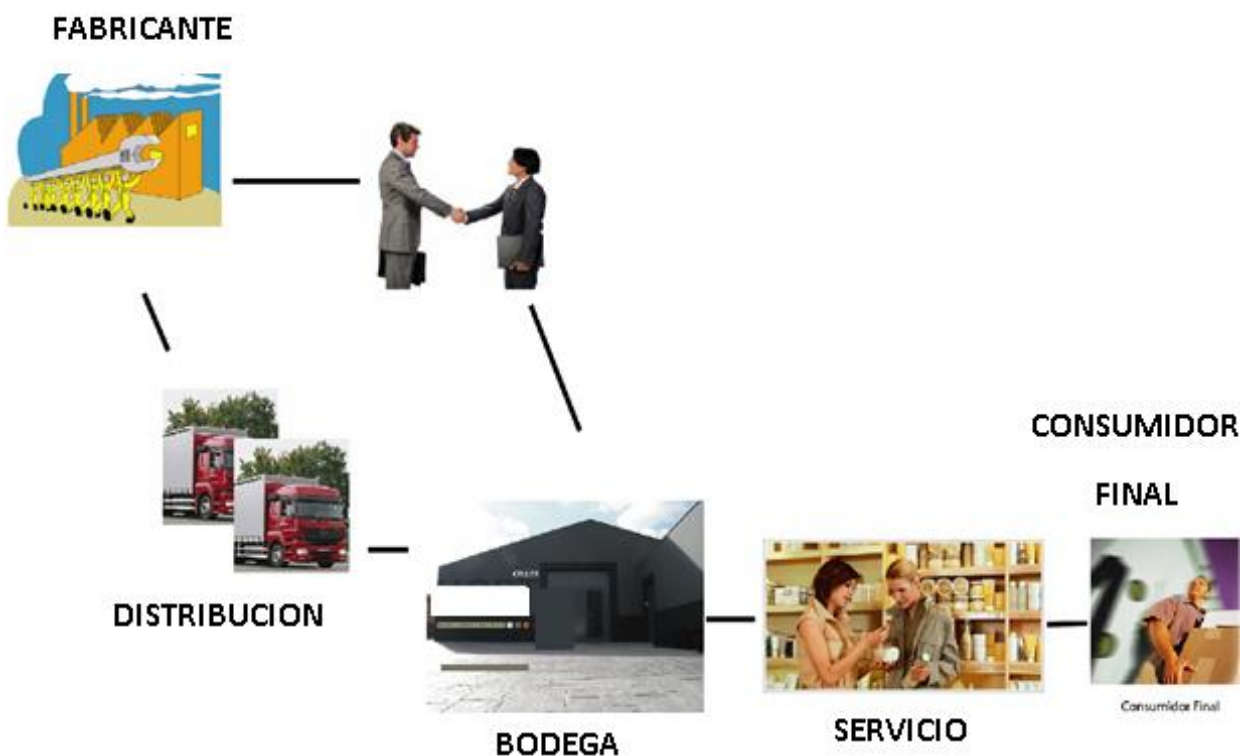 FABRICANTE
CONSUMIDOR
FINAL
DISTRIBUCION
BODEGA
SERVICIO
Consumidor Final